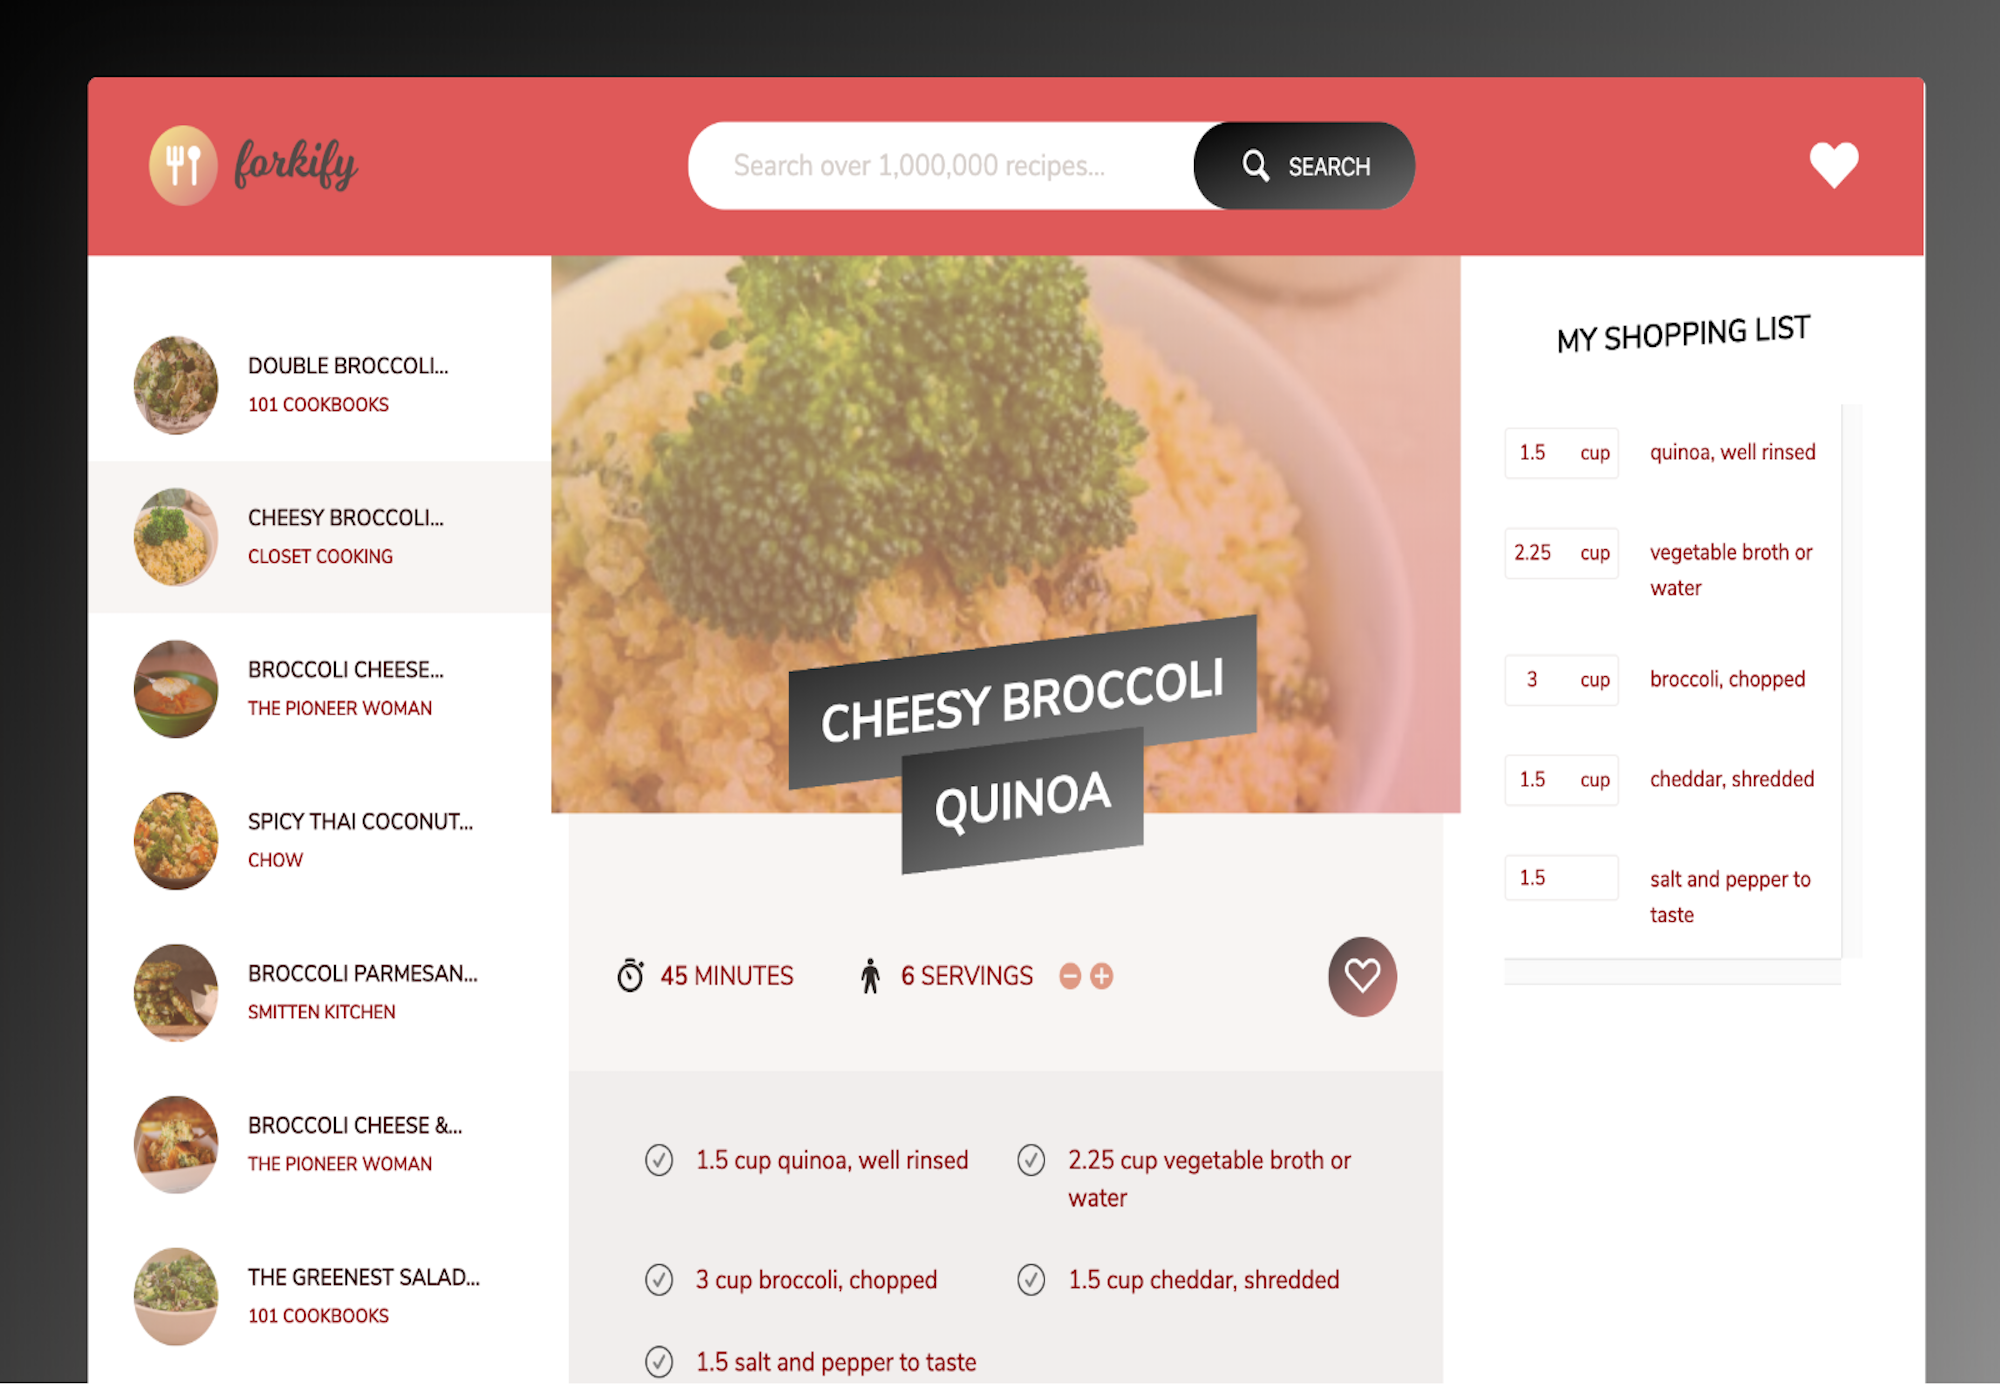 forkify
Search over 1,000,000 recipes...
SEARCH
DOUBLE BROCCOLI...
101 COOKBOOKS
CHEESY BROCCOLI...
CLOSET COOKING
BROCCOLI CHEESE...
THE PIONEER WOMAN
SPICY THAI COCONUT...
CHOW
BROCCOLI PARMESAN...
SMITTEN KITCHEN
BROCCOLI CHEESE &...
THE PIONEER WOMAN
THE GREENEST SALAD...
101 COOKBOOKS
CHEESY BROCCOLI
QUINOA
45 MINUTES
6 SERVINGS
1.5 cup quinoa, well rinsed
2.25 cup vegetable broth or
water
3 cup broccoli, chopped
1.5 cup cheddar, shredded
1.5 salt and pepper to taste
MY SHOPPING LIST
1.5 cup quinoa, well rinsed
2.25 cup vegetable broth or
water
3 cup broccoli, chopped
1.5 cup cheddar, shredded
1.5 salt and pepper to
taste